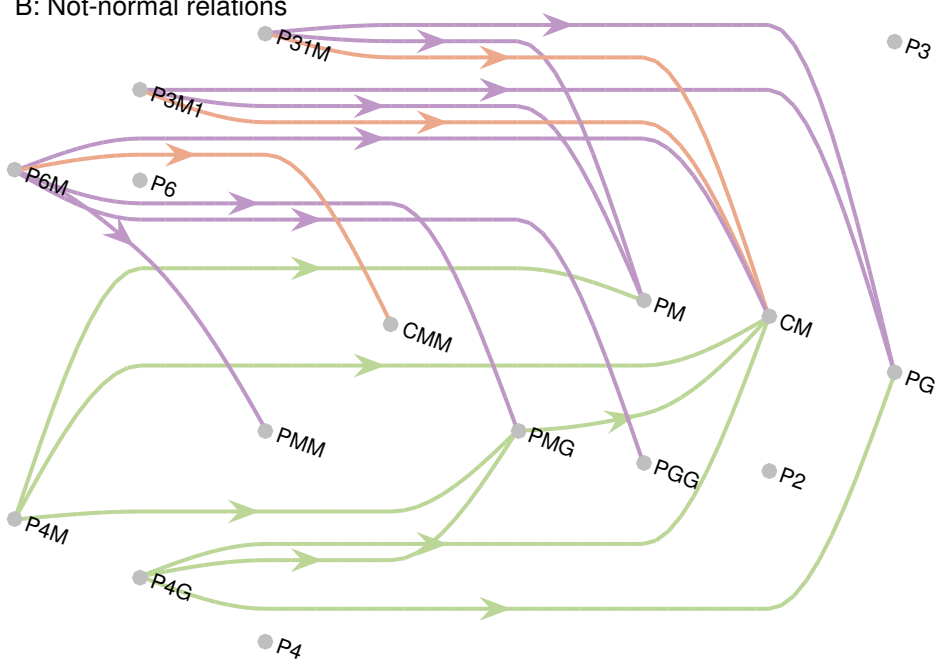 B: Not-normal relations
P31M
P3
P3M1
P6M
P6
PM
CM
CMM
PG
PMM
PMG
PGG
P2
P4M
P4G
P4